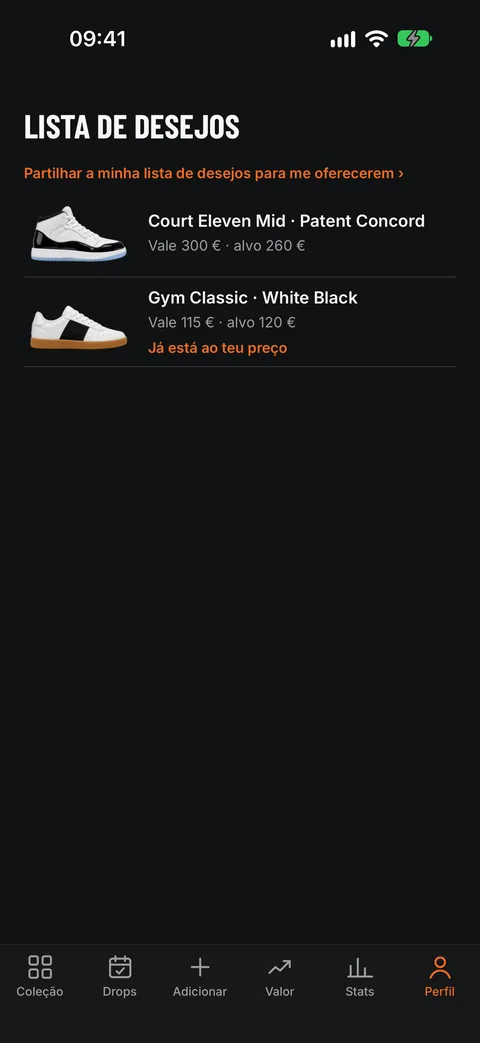 09:41
LISTA DE DESEJOS
Partilhar a minha lista de desejos para me oferecerem ›
Court Eleven Mid · Patent Concord
Vale 300 € · alvo 260 €
Gym Classic · White Black
Vale 115 € · alvo 120 €
Já está ao teu preço
Coleção Drops Adicionar Valor Stats Perfil